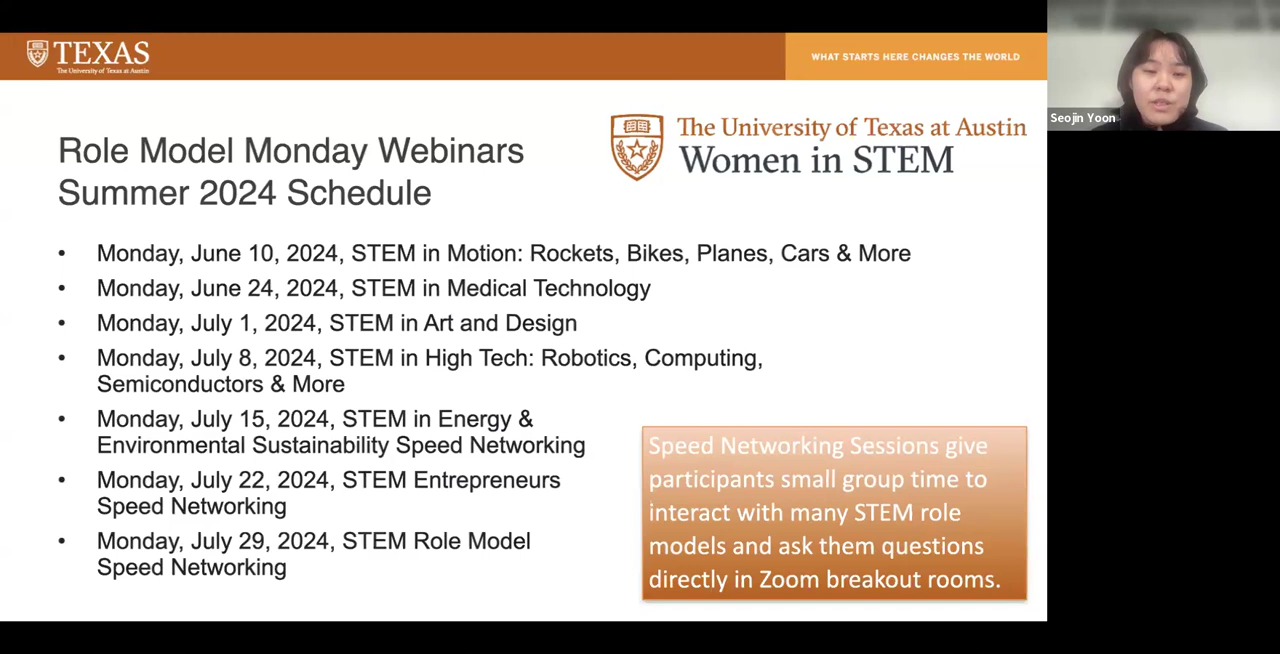 TEXAS
The University of Texas at Austin
WHAT STARTS HERE CHANGES THE WORLD
Seojin Yoon
The University of Texas at Austin
Women in STEM
Role Model Monday Webinars
Summer 2024 Schedule
• Monday, June 10, 2024, STEM in Motion: Rockets, Bikes, Planes, Cars & More
• Monday, June 24, 2024, STEM in Medical Technology
• Monday, July 1, 2024, STEM in Art and Design
• Monday, July 8, 2024, STEM in High Tech: Robotics, Computing,
Semiconductors & More
• Monday, July 15, 2024, STEM in Energy &
Environmental Sustainability Speed Networking
• Monday, July 22, 2024, STEM Entrepreneurs
Speed Networking
• Monday, July 29, 2024, STEM Role Model
Speed Networking
Speed Networking Sessions give
participants small group time to
interact with many STEM role
models and ask them questions
directly in Zoom breakout rooms.